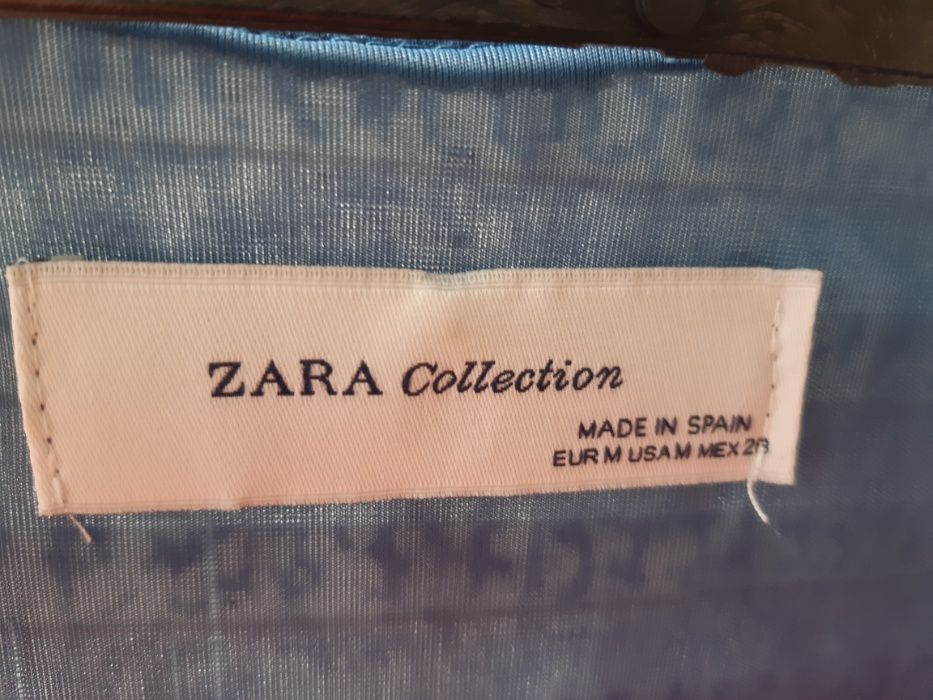 ZARA Collection
MADE IN SPAIN
EUR M USA M MEX 28